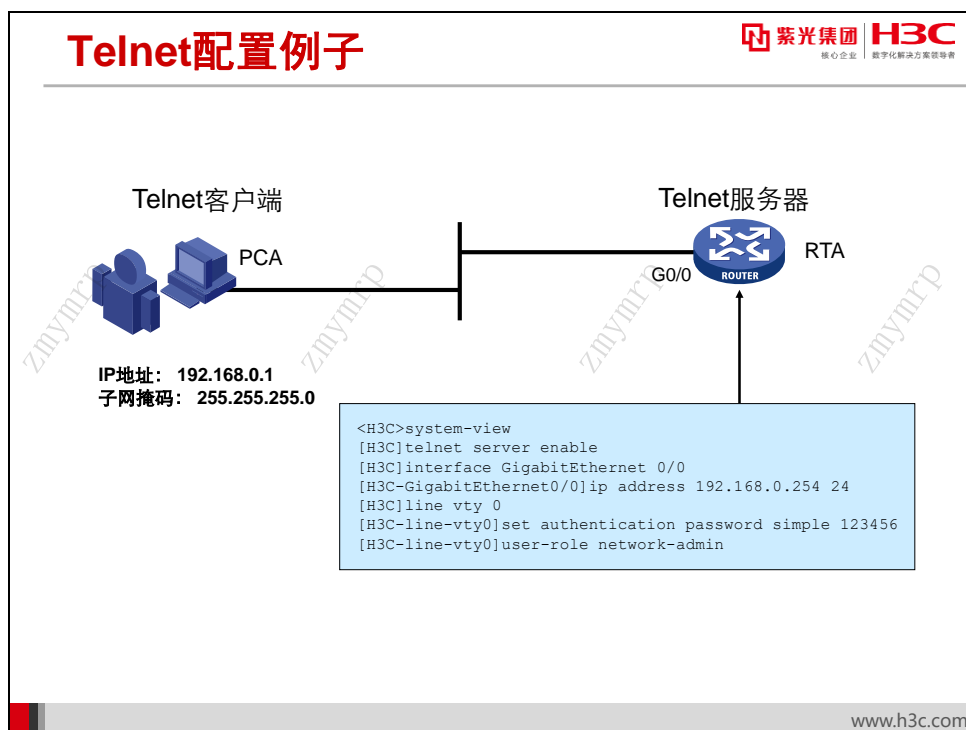 Telnet配置例子
紫光集团 H3C
核心企业 数字化解决方案领导者
Telnet客户端
Telnet服务器
PCA
RTA
G0/0
ROUTER
zmymrp
zmymrp
zmymrp
zmymrp
IP地址： 192.168.0.1
子网掩码： 255.255.255.0
<H3C>system-view
[H3C]telnet server enable
[H3C]interface GigabitEthernet 0/0
[H3C-GigabitEthernet0/0]ip address 192.168.0.254 24
[H3C]line vty 0
[H3C-line-vty0]set authentication password simple 123456
[H3C-line-vty0]user-role network-admin
www.h3c.com